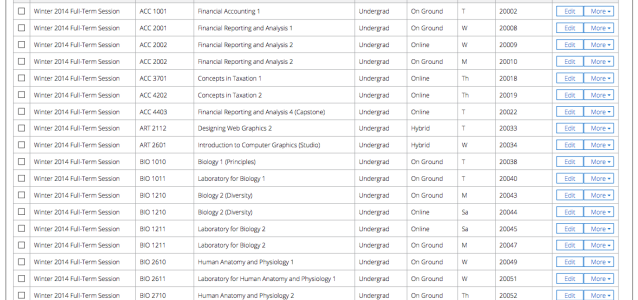 Winter 2014 Full-Term Session ACC 1001 Financial Accounting 1 Undergrad On Ground T 20002 Edit More
Winter 2014 Full-Term Session ACC 2001 Financial Reporting and Analysis 1 Undergrad On Ground W 20008 Edit More
Winter 2014 Full-Term Session ACC 2002 Financial Reporting and Analysis 2 Undergrad Online W 20009 Edit More
Winter 2014 Full-Term Session ACC 2002 Financial Reporting and Analysis 2 Undergrad On Ground M 20010 Edit More
Winter 2014 Full-Term Session ACC 3701 Concepts in Taxation 1 Undergrad Online Th 20018 Edit More
Winter 2014 Full-Term Session ACC 4202 Concepts in Taxation 2 Undergrad Online Th 20019 Edit More
Winter 2014 Full-Term Session ACC 4403 Financial Reporting and Analysis 4 (Capstone) Undergrad Online T 20022 Edit More
Winter 2014 Full-Term Session ART 2112 Designing Web Graphics 2 Undergrad Hybrid T 20033 Edit More
Winter 2014 Full-Term Session ART 2601 Introduction to Computer Graphics (Studio) Undergrad Hybrid W 20034 Edit More
Winter 2014 Full-Term Session BIO 1010 Biology 1 (Principles) Undergrad On Ground T 20038 Edit More
Winter 2014 Full-Term Session BIO 1011 Laboratory for Biology 1 Undergrad On Ground T 20040 Edit More
Winter 2014 Full-Term Session BIO 1210 Biology 2 (Diversity) Undergrad On Ground M 20043 Edit More
Winter 2014 Full-Term Session BIO 1210 Biology 2 (Diversity) Undergrad Online Sa 20044 Edit More
Winter 2014 Full-Term Session BIO 1211 Laboratory for Biology 2 Undergrad Online Sa 20045 Edit More
Winter 2014 Full-Term Session BIO 1211 Laboratory for Biology 2 Undergrad On Ground M 20047 Edit More
Winter 2014 Full-Term Session BIO 2610 Human Anatomy and Physiology 1 Undergrad On Ground W 20049 Edit More
Winter 2014 Full-Term Session BIO 2611 Laboratory for Human Anatomy and Physiology 1 Undergrad On Ground W 20051 Edit More
Winter 2014 Full-Term Session BIO 2710 Human Anatomy and Physiology 2 Undergrad On Ground Th 20052 Edit More